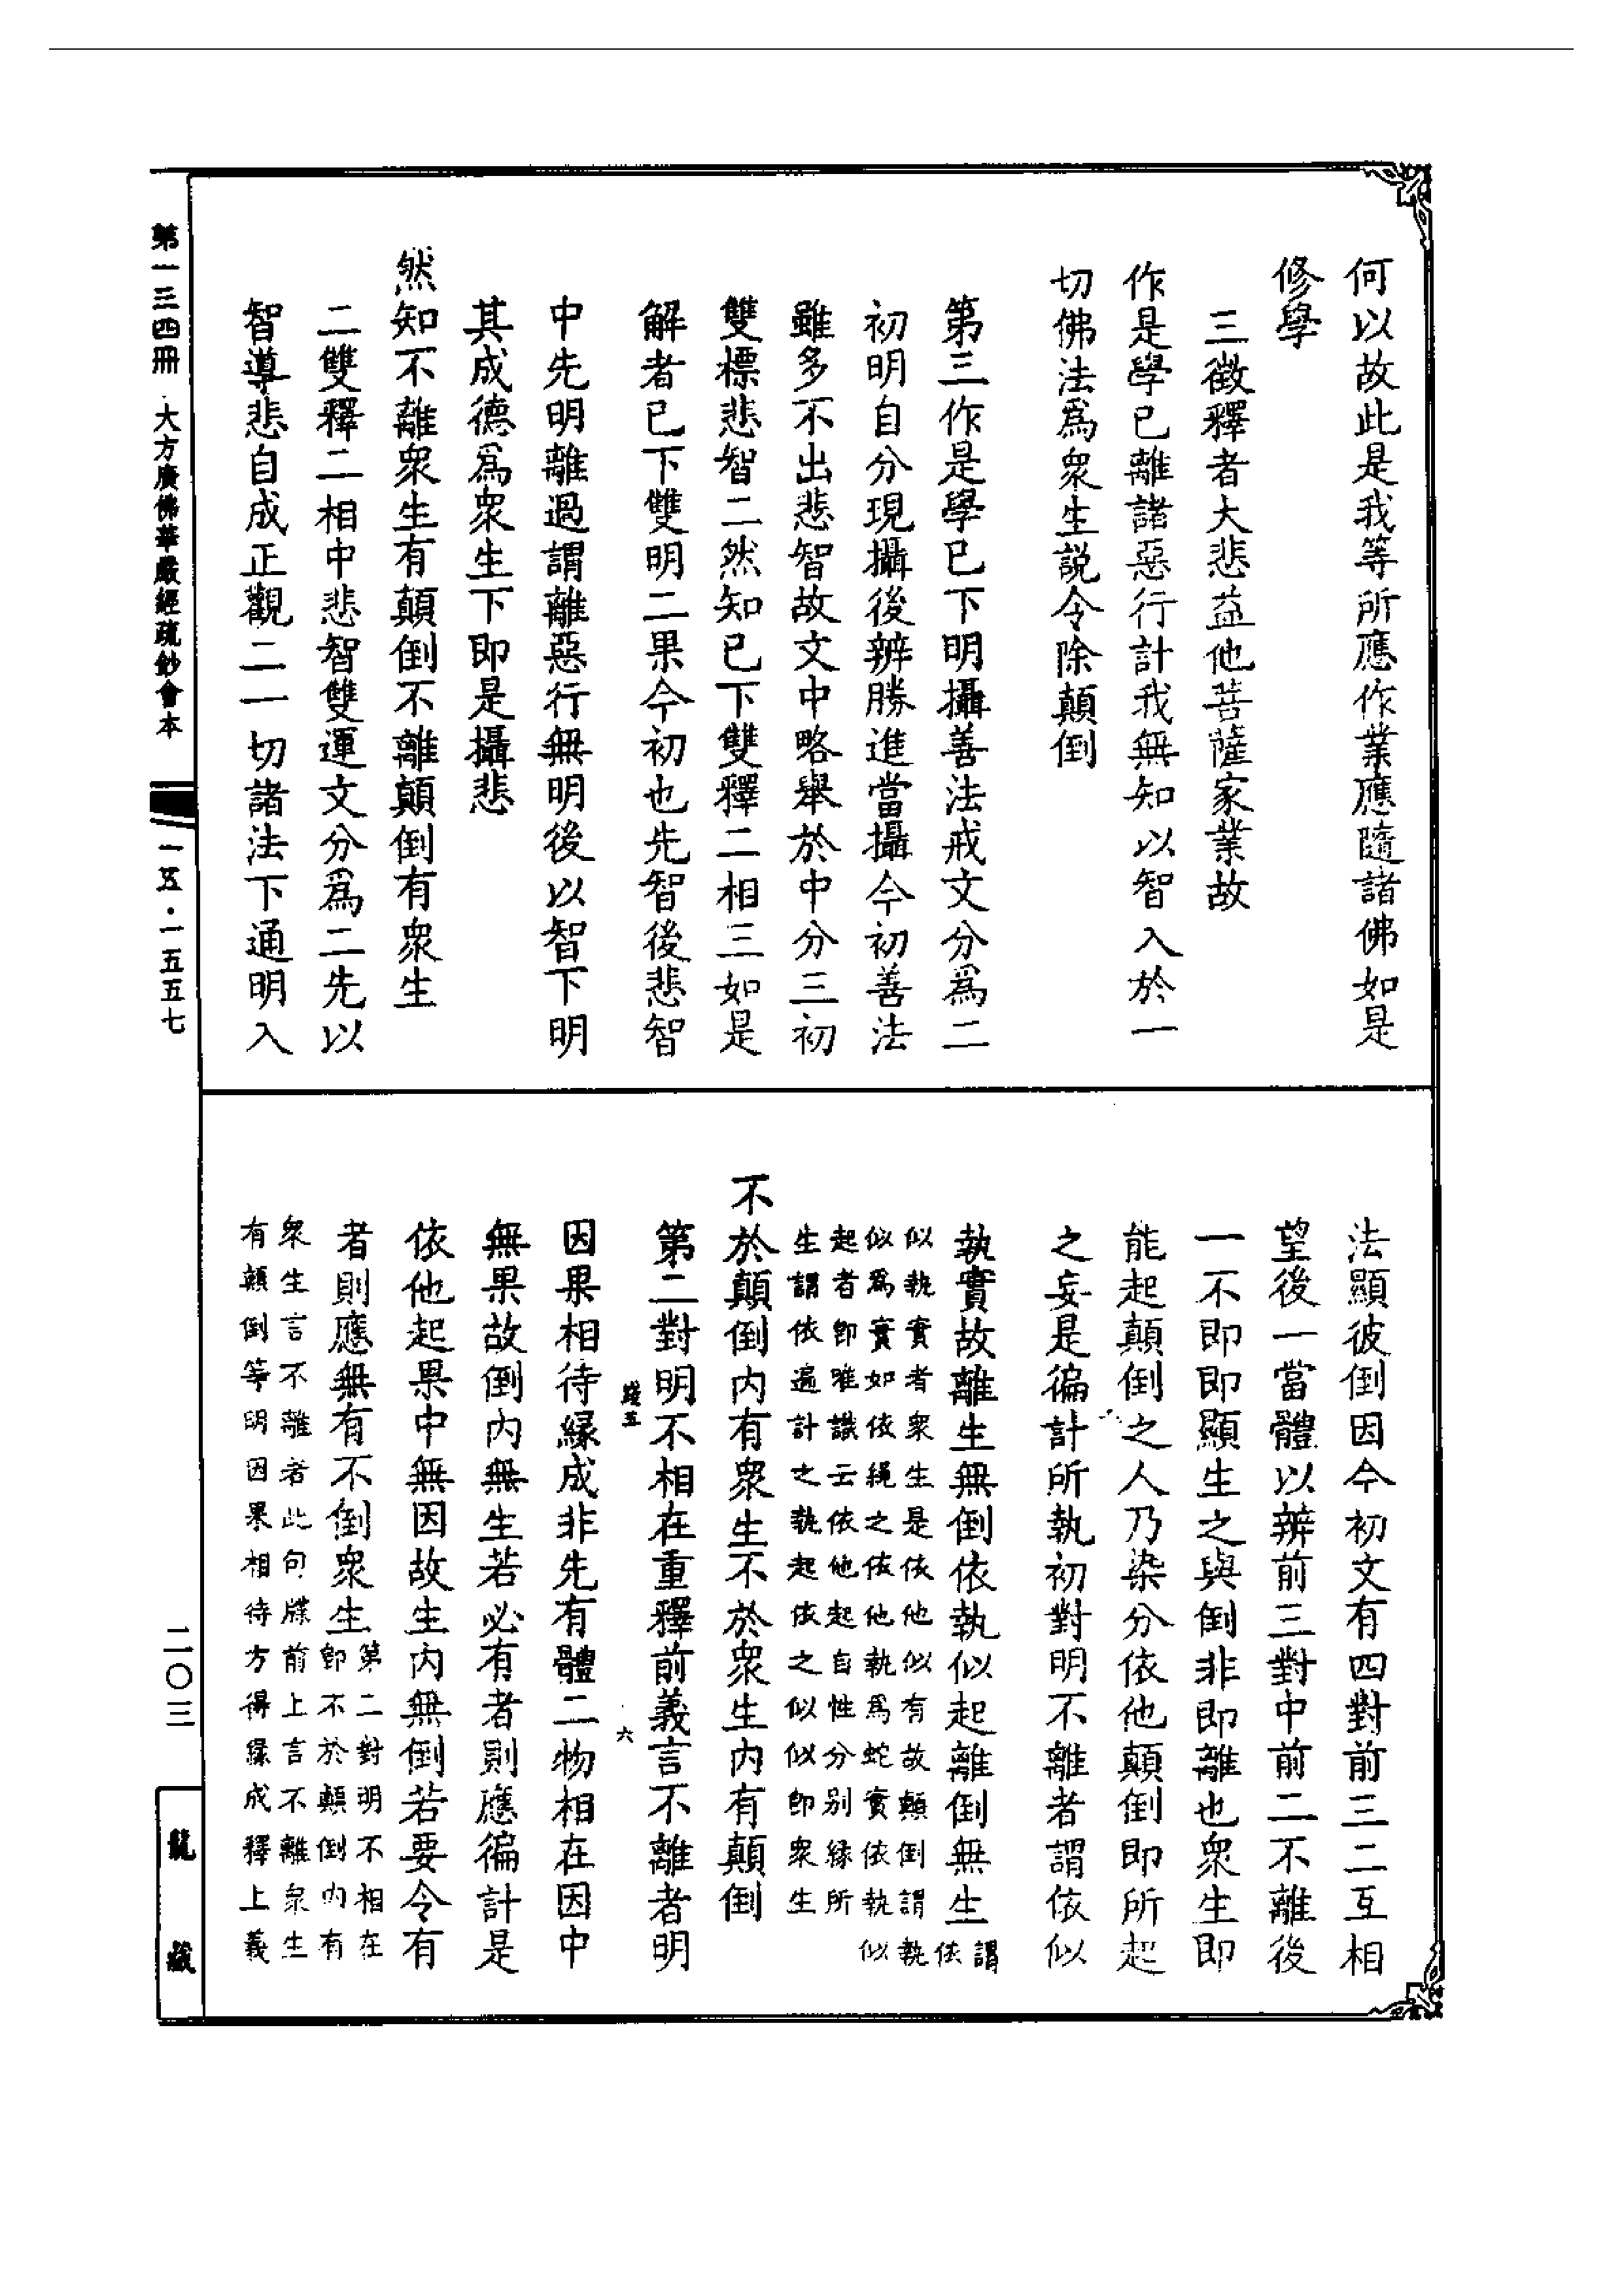 何以故此是我等所應作業應隨諸佛如是
修學
三徵釋者大悲益他菩薩家業故
作是學已離諸惡行計我無知以智入於一
切佛法爲衆生説令除顛倒
第三作是學已下明攝善法戒文分爲二
初明自分現攝後辨勝進當攝今初善法
雖多不出悲智故文中略舉於中分三初
雙標悲智二然知已下雙釋二相三如是
解者已下雙明二果今初也先智後悲智
中先明離過謂離惡行無明後以智下明
其成德爲衆生下即是攝悲
然知不離衆生有顛倒不離顛倒有衆生
二雙釋二相中悲智雙運文分爲二先以
智導悲自成正觀二一切諸法下通明入
法顯彼倒因今初文有四對前三二互相
望後一當體以辨前三對中前二不離後
一不即即顯生之與倒非即離也衆生即
能起顛倒之人乃染分依他顛倒即所起
之妄是徧計所執初對明不離者謂依似
執實故離生無倒依執似起離倒無生謂依
似執實者衆生是依他似有故顛倒謂執
似爲實如依繩之依他執爲蛇實依執似
起者即唯識云依他起自性分别緣所
生謂依遍計之執起依之似似即衆生
不於顛倒内有衆生不於衆生内有顛倒
第二對明不相在重釋前義言不離者明
因果相待緣成非先有體二物相在因中
無果故倒内無生若必有者則應徧計是
依他起果中無因故生内無倒若要令有
者則應無有不倒衆生第二對明不相在
即不於顛倒内有
衆生言不離者此句牒前上言不離衆生
有顛倒等明因果相待方得緣成釋上義
六
第一三四冊 大方廣佛華嚴經疏鈔會本
一五·一五五七
二〇三
龍藏